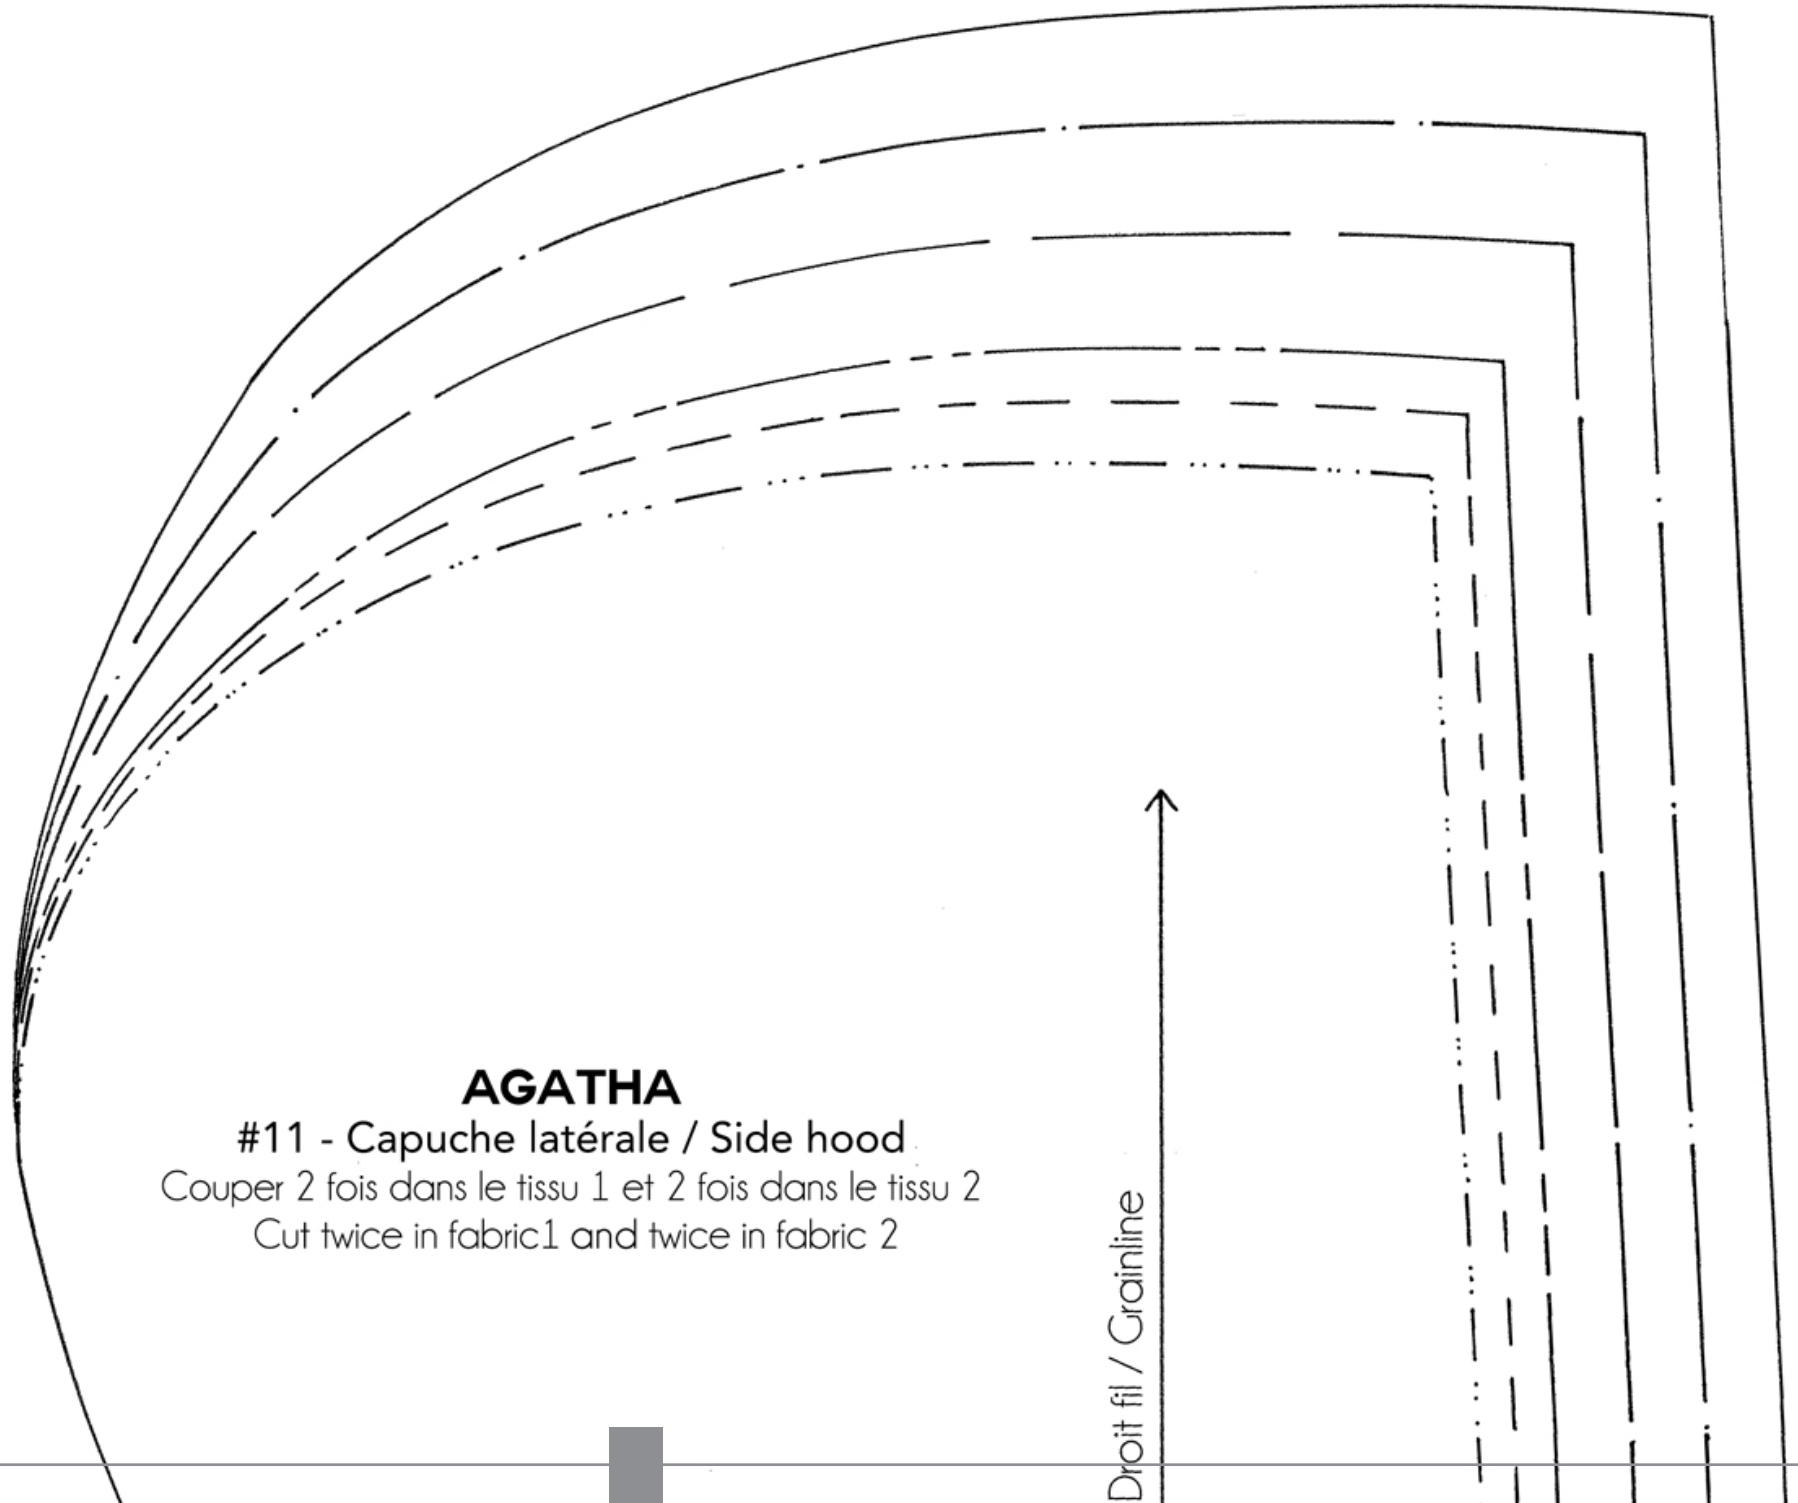 AGATHA
#11 - Capuche latérale / Side hood
Couper 2 fois dans le tissu 1 et 2 fois dans le tissu 2
Cut twice in fabric1 and twice in fabric 2
Droit fil / Grainline